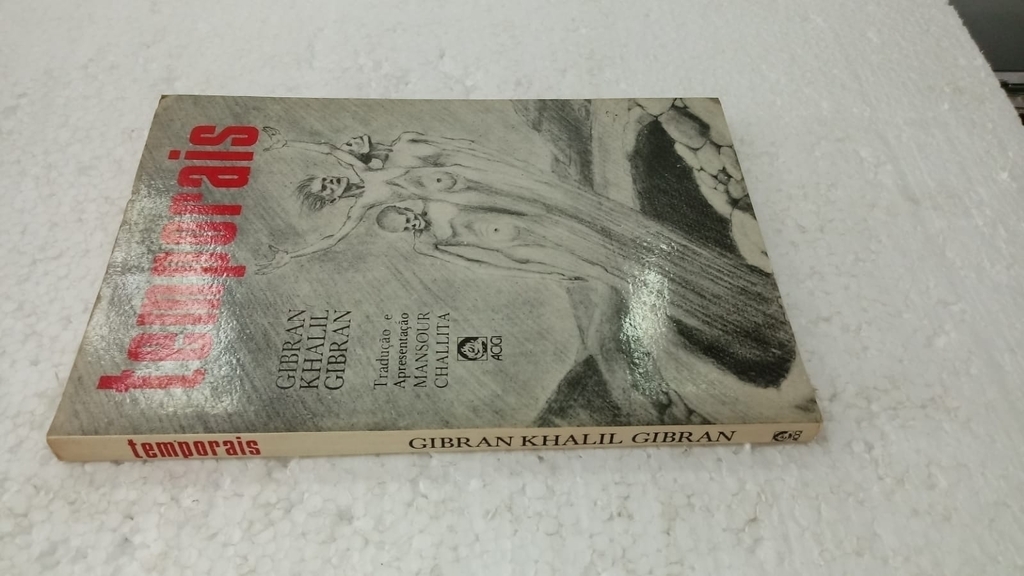 temporais
GIBRAN
KHALIL
GIBRAN
Tradução e
Apresentação
MANSOUR
CHALLITA
ACIGI
temporais GIBRAN KHALIL GIBRAN